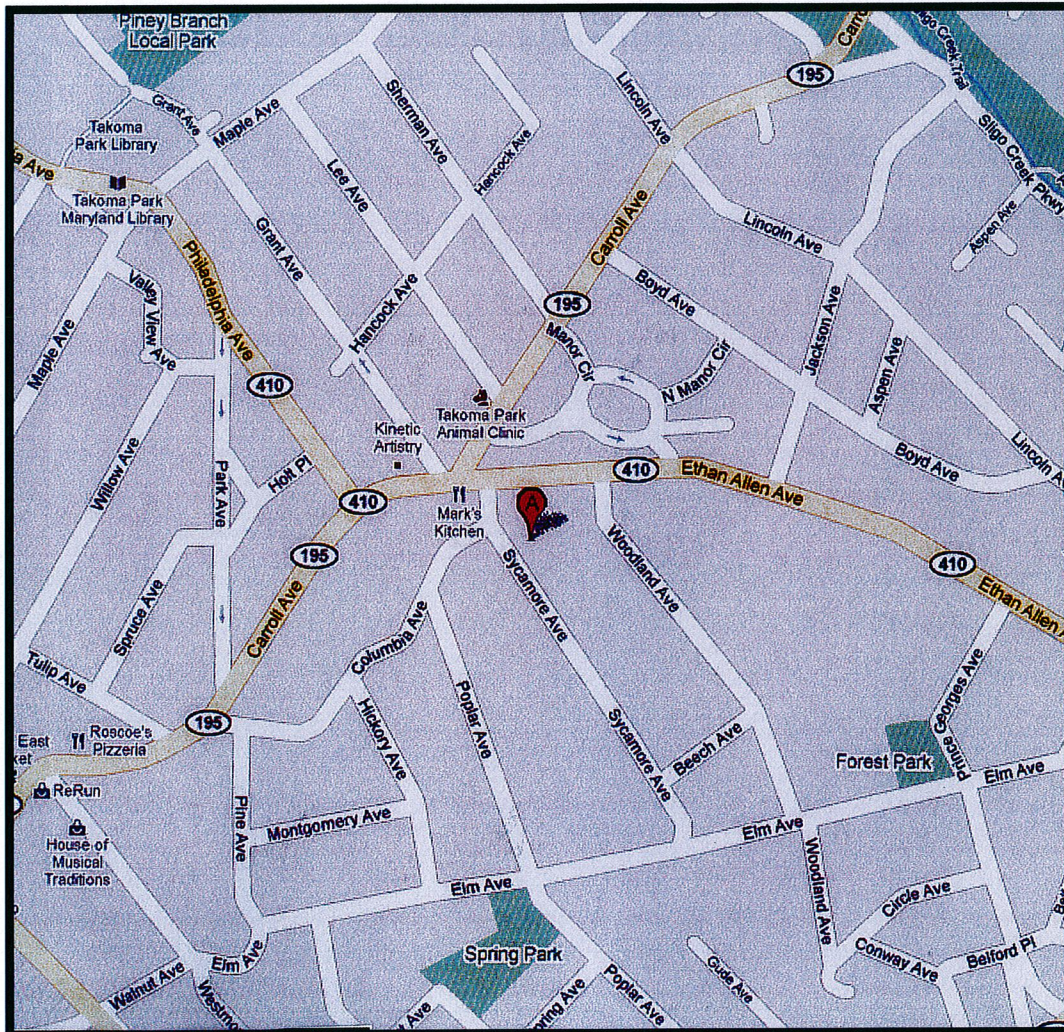 Piney Branch
Local Park
Carro
Sligo Creek Trail
195
Grant Ave
Maple Ave
Sherman Ave
Lincoln Ave
Takoma
Park Library
Hancock Ave
Sligo Creek Pkwy
ia Ave
Takoma Park
Maryland Library
Lee Ave
Grant Ave
Carroll Ave
Lincoln Ave
Aspen Ave
Philadelphia Ave
Valley View Ave
Maple Ave
Hancock Ave
Boyd Ave
195
Jackson Ave
Manor Cir
N Manor Cir
Aspen Ave
410
Takoma Park
Animal Clinic
Kinetic
Artistry
Willow Ave
Park Ave
Holt Pl
410
Ethan Allen Ave
Boyd Ave
Lincoln Av
410
Mark's
Kitchen
A
195
Woodland Ave
Sycamore Ave
410
Ethan Allen A
Spruce Ave
Carroll Ave
Columbia Ave
Tulip Ave
Poplar Ave
Hickory Ave
Sycamore Ave
Beech Ave
Prince Georges Ave
195
East
ket
Roscoe's
Pizzeria
Forest Park
Elm Ave
ReRun
Pine Ave
Montgomery Ave
Elm Ave
House of
Musical
Traditions
Woodland Ave
Elm Ave
Circle Ave
Elm Ave
Spring Park
Conway Ave
Belford Pl
Walnut Ave
Westmo
Poplar Ave
Gude Ave
t Ave
oring Ave